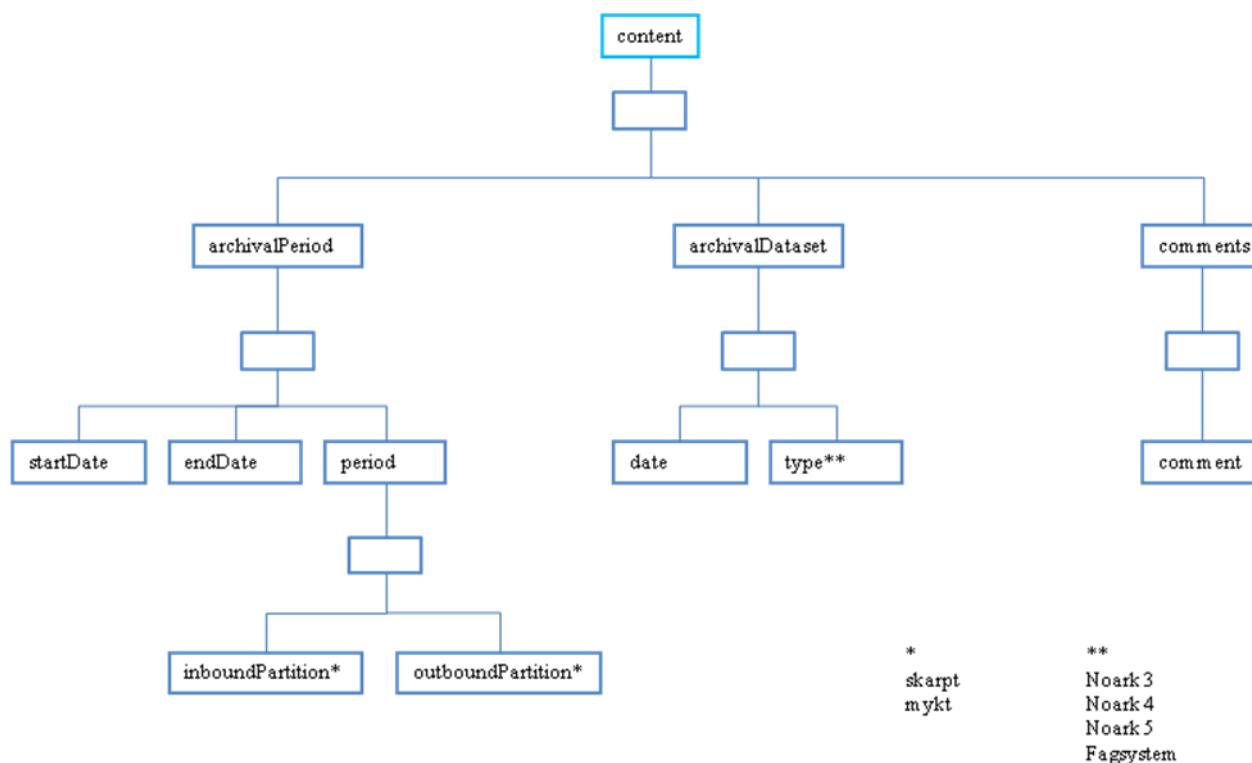 content
archivalPeriod
archivalDataset
comments
startDate
endDate
period
date
type**
comment
inboundPartition*
outboundPartition*
*
skarpt
mykt
**
Noark 3
Noark 4
Noark 5
Fagsystem